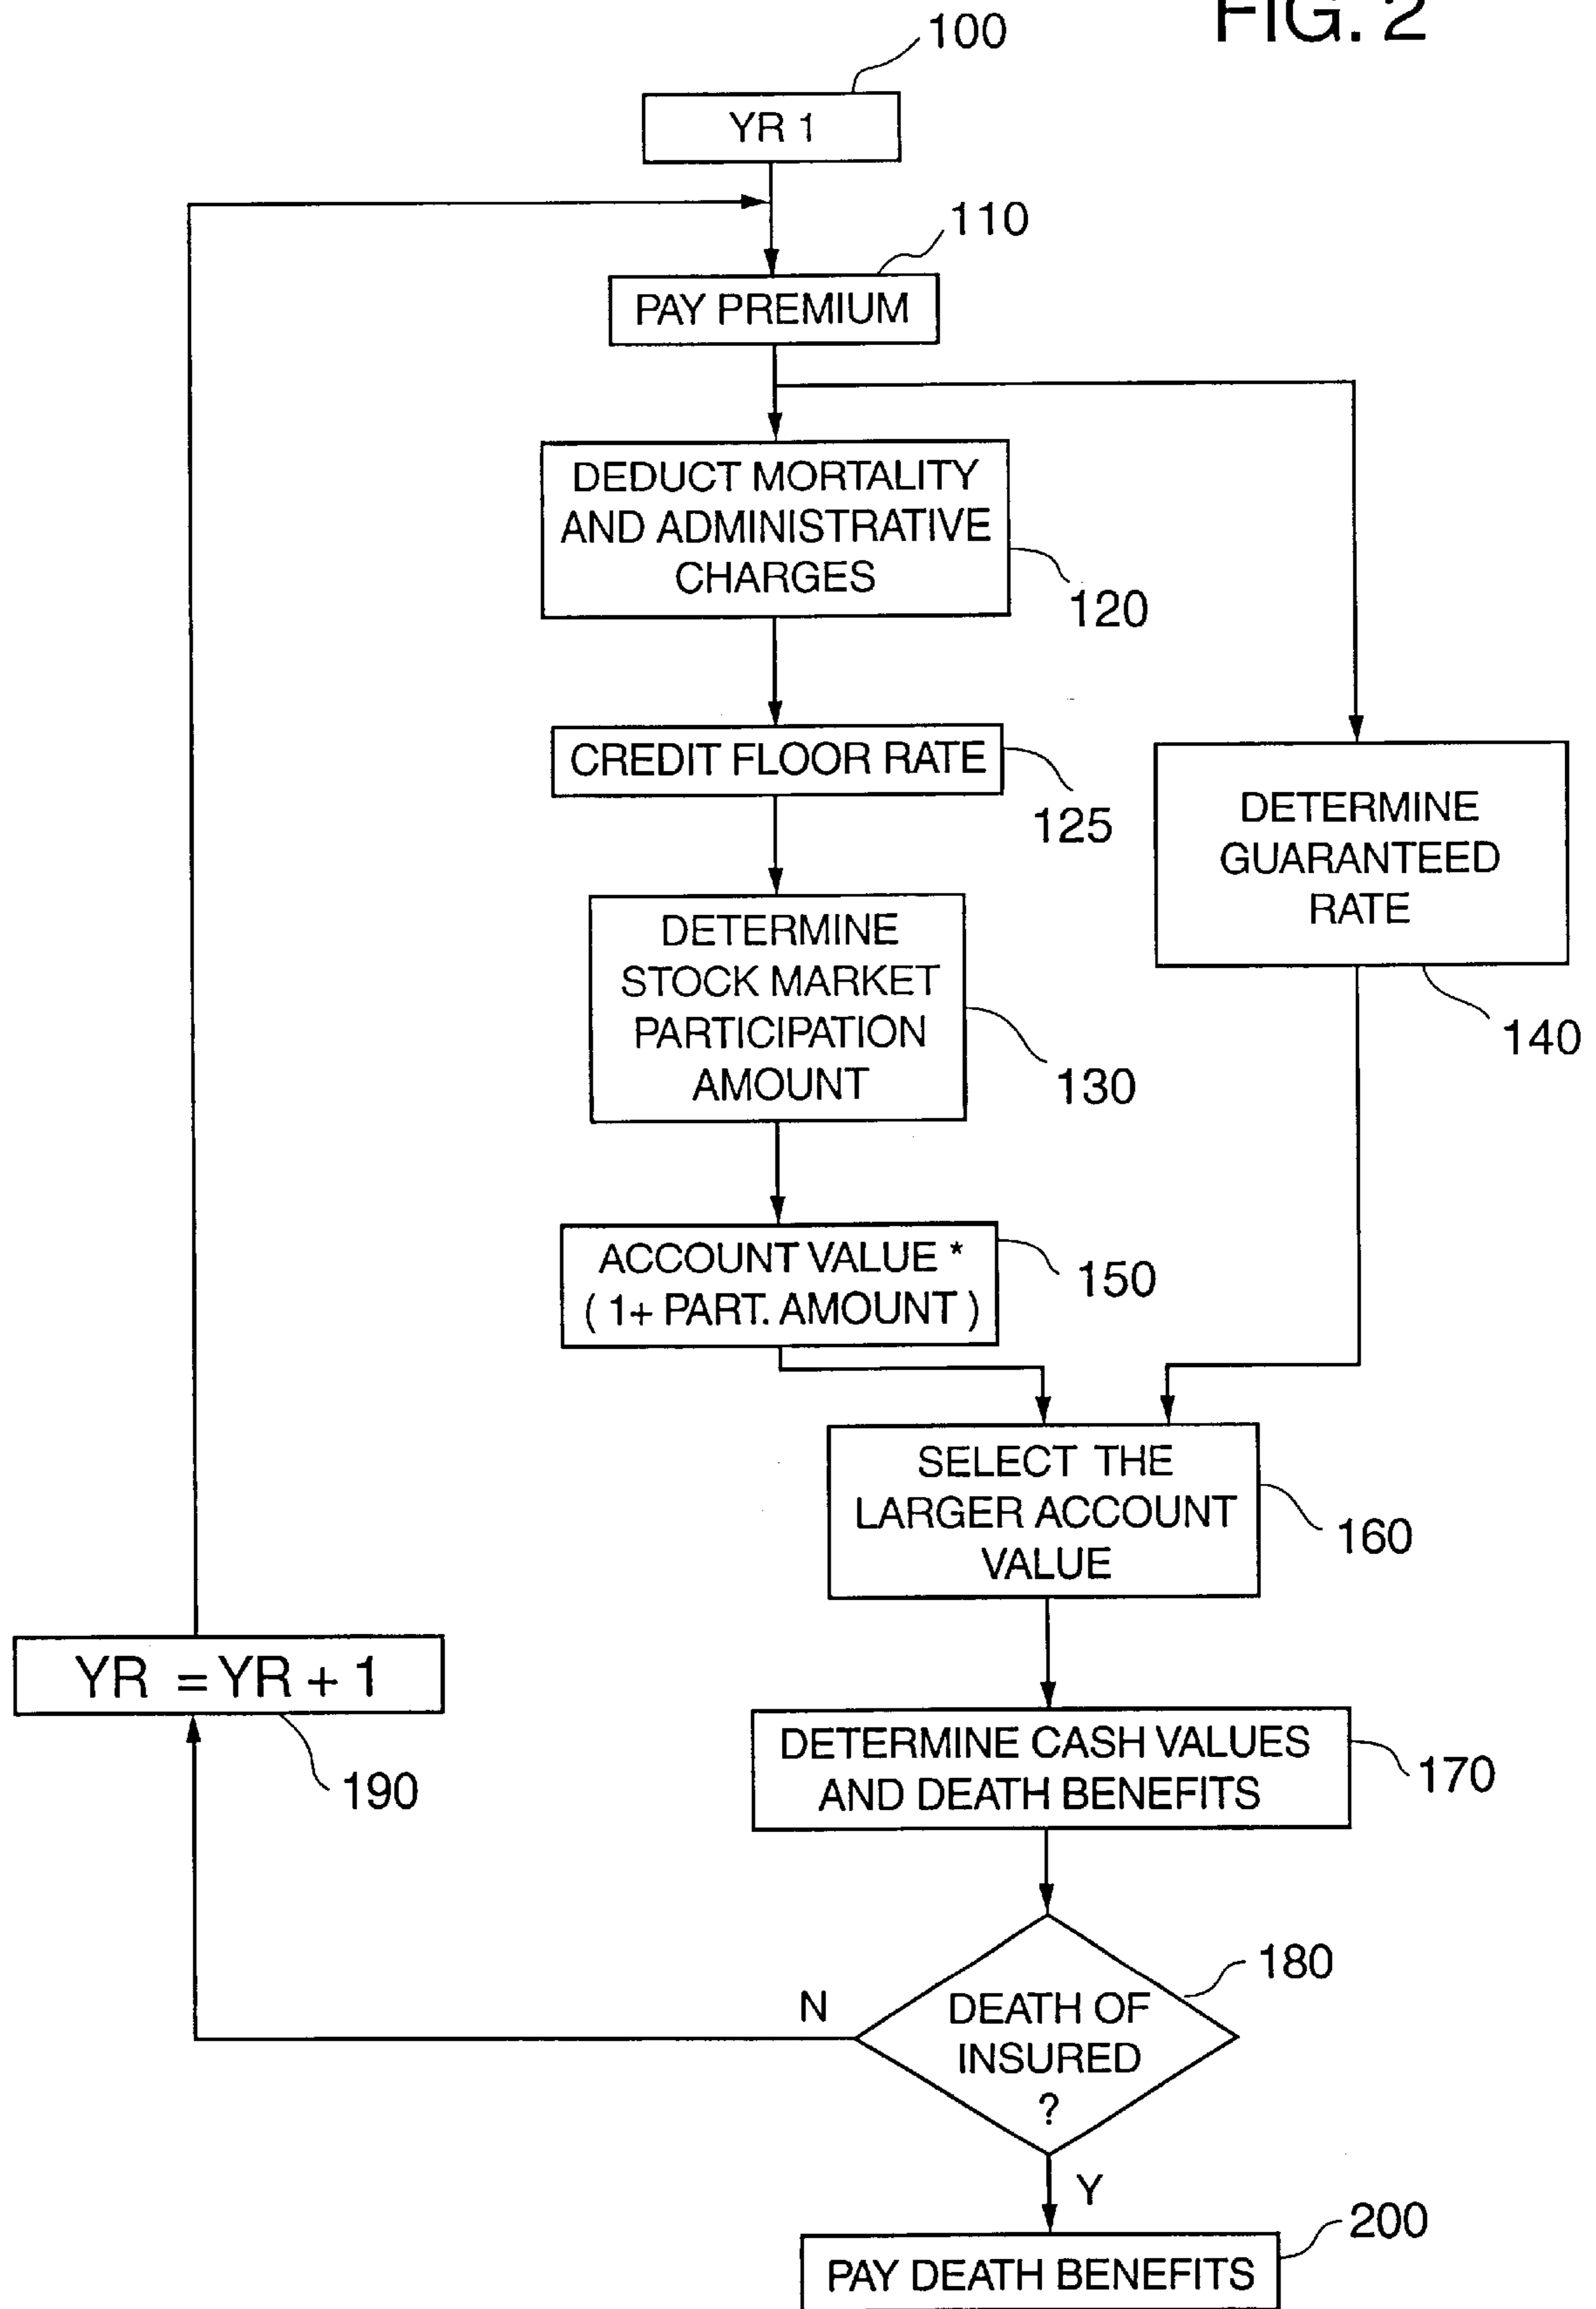 FIG. 2
100
YR 1
110
PAY PREMIUM
DEDUCT MORTALITY
AND ADMINISTRATIVE
CHARGES
120
CREDIT FLOOR RATE
125
DETERMINE
GUARANTEED
RATE
140
DETERMINE
STOCK MARKET
PARTICIPATION
AMOUNT
130
ACCOUNT VALUE *
( 1+ PART. AMOUNT )
150
SELECT THE
LARGER ACCOUNT
VALUE
160
YR = YR + 1
190
DETERMINE CASH VALUES
AND DEATH BENEFITS
170
180
N
DEATH OF
INSURED
?
Y
200
PAY DEATH BENEFITS